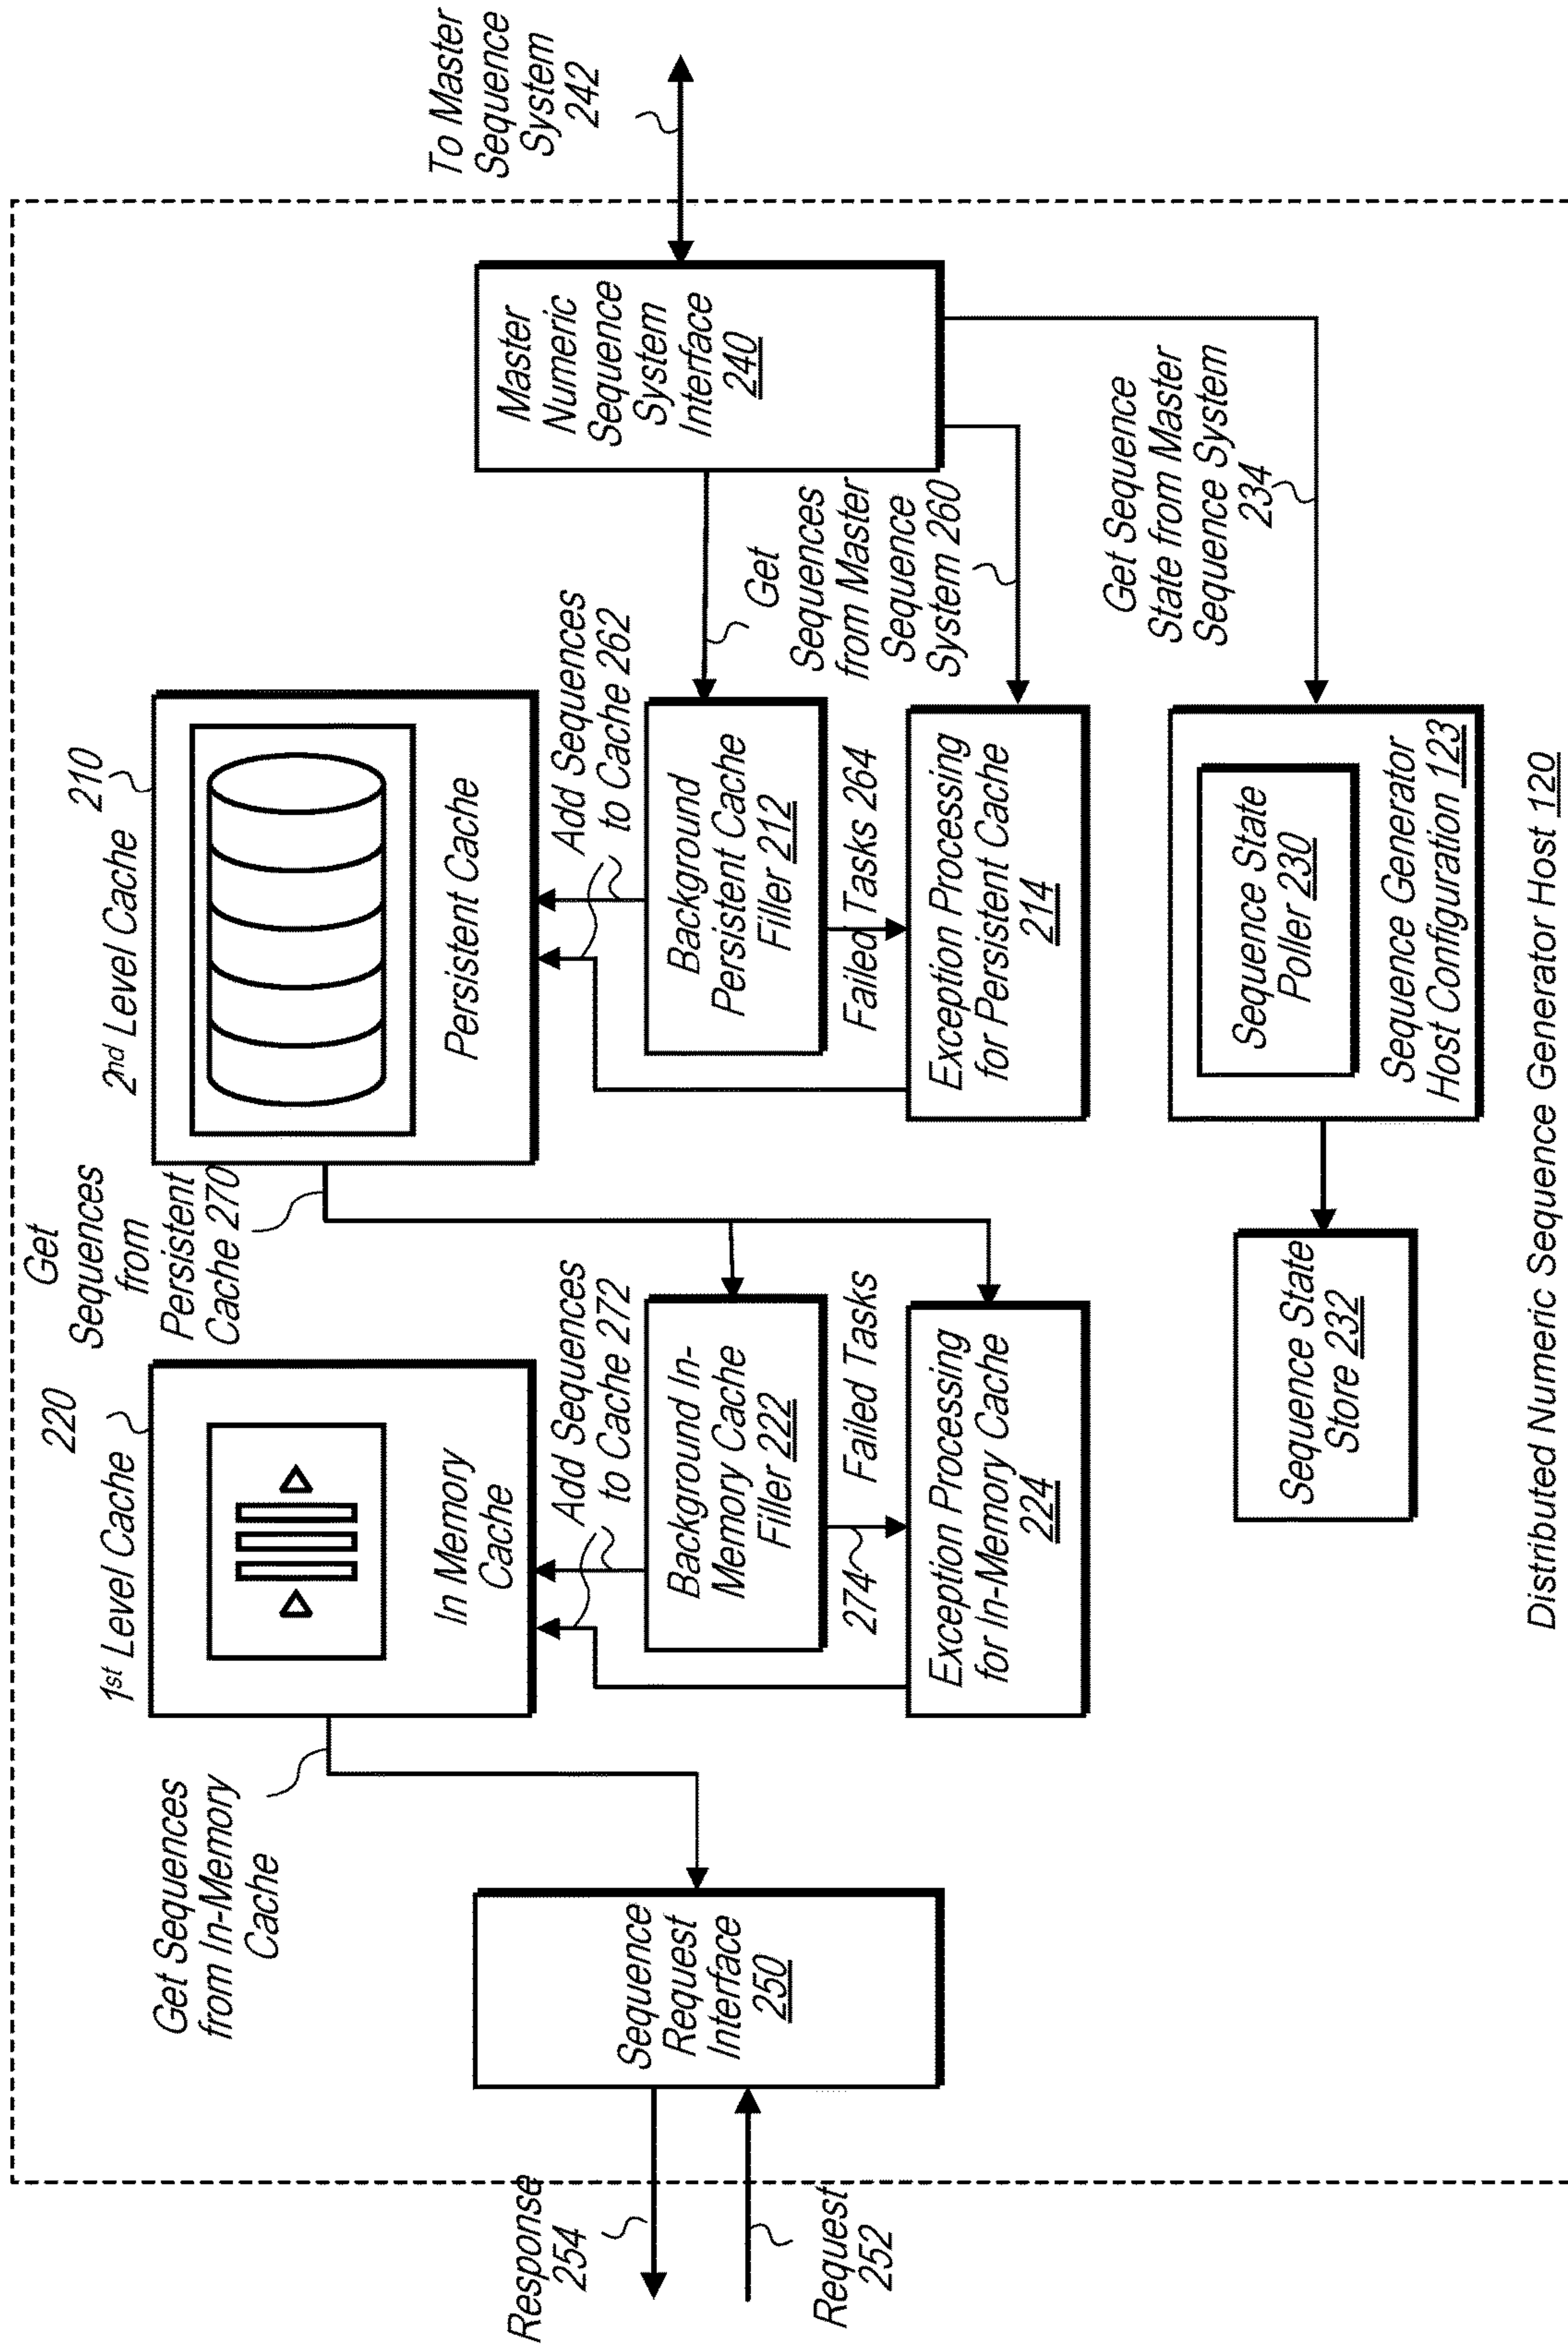 Get
Sequences
from
Persistent
Cache 270
220
1st Level Cache
In Memory
Cache
210
2nd Level Cache
Persistent Cache
Get Sequences
from In-Memory
Cache
Add Sequences
to Cache 272
Add Sequences
to Cache 262
To Master
Sequence
System
242
Response
254
Request
252
Sequence
Request
Interface
250
Background In-
Memory Cache
Filler 222
Background
Persistent Cache
Filler 212
Get
Sequences
from Master
Sequence
System 260
Master
Numeric
Sequence
System
Interface
240
274
Failed Tasks
Failed Tasks 264
Exception Processing
for In-Memory Cache
224
Exception Processing
for Persistent Cache
214
Get Sequence
State from Master
Sequence System
234
Sequence State
Store 232
Sequence State
Poller 230
Sequence Generator
Host Configuration 123
Distributed Numeric Sequence Generator Host 120